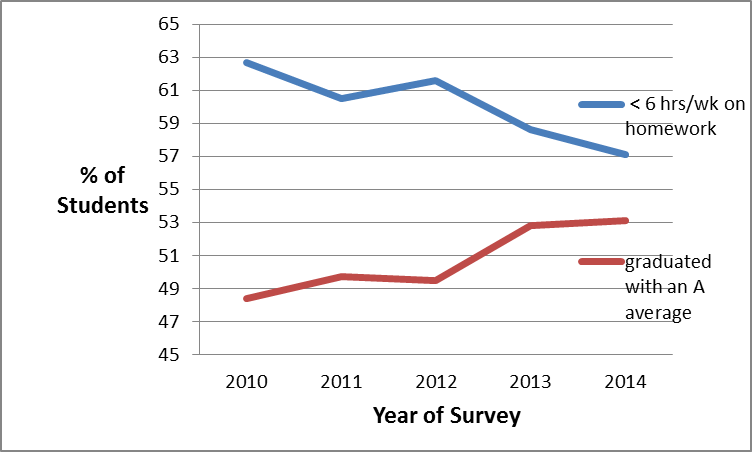 65
63
61
59
57
55
53
51
49
47
45
% of
Students
< 6 hrs/wk on
homework
graduated
with an A
average
2010 2011 2012 2013 2014
Year of Survey